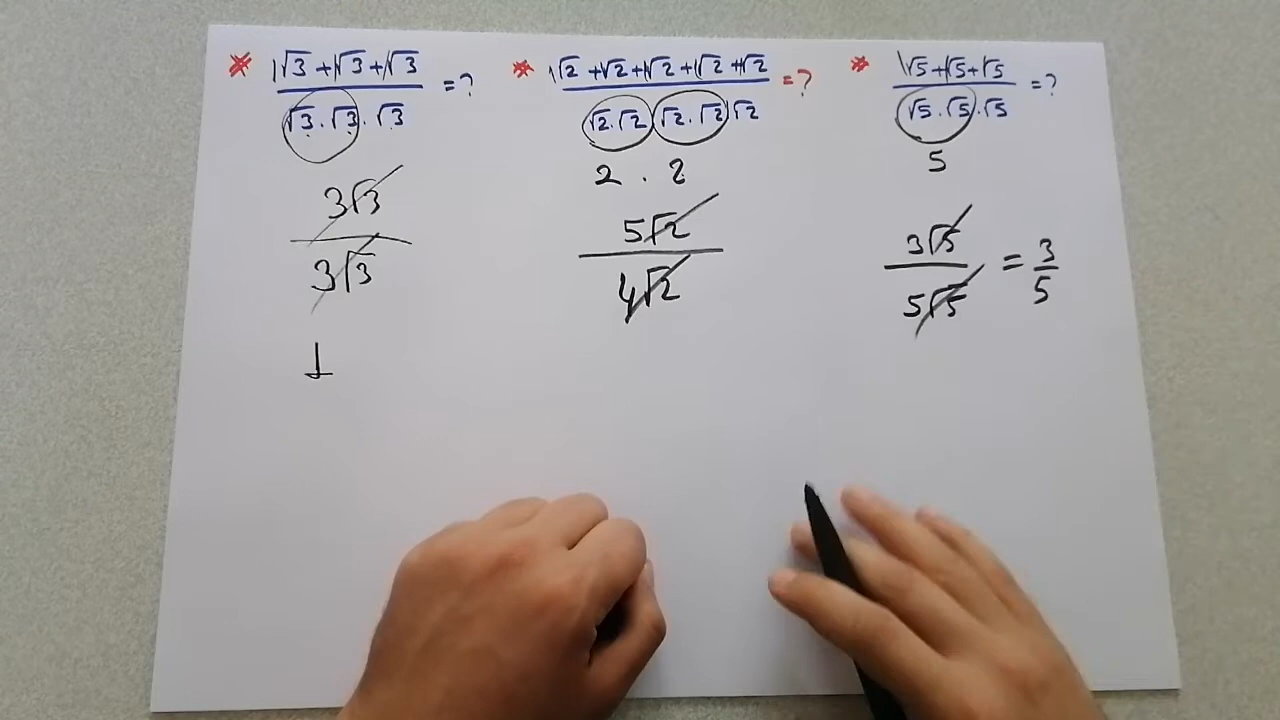 * √3 + √3 + √3 / √3 . √3 . √3 = ?
3√3 / 3√3
1
* √2 + √2 + √2 + √2 + √2 / √2 . √2 . √2 . √2 . √2 = ?
2 . 2
5√2 / 4√2
* √5 + √5 + √5 / √5 . √5 . √5 = ?
5
3√5 / 5√5 = 3/5